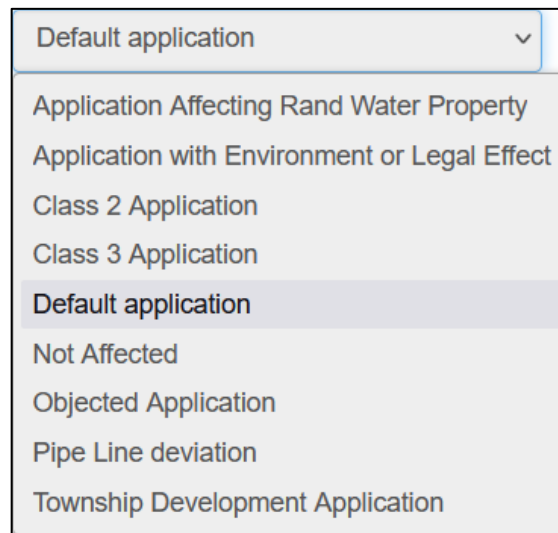 Default application
Application Affecting Rand Water Property
Application with Environment or Legal Effect
Class 2 Application
Class 3 Application
Default application
Not Affected
Objected Application
Pipe Line deviation
Township Development Application